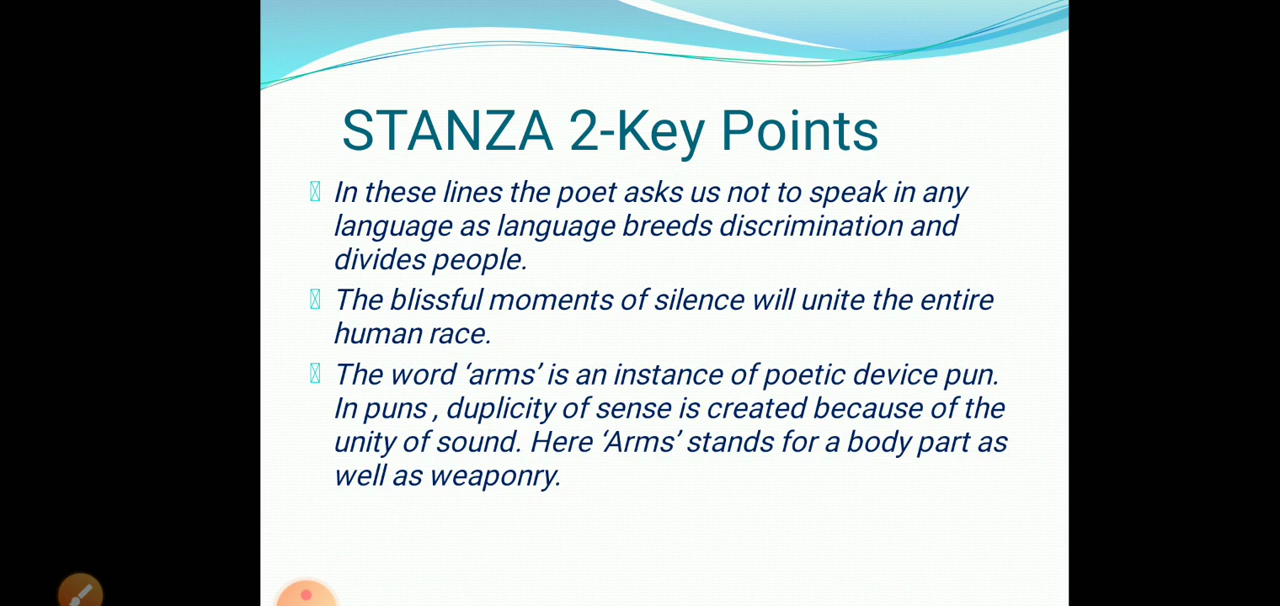 STANZA 2-Key Points
In these lines the poet asks us not to speak in any
language as language breeds discrimination and
divides people.
The blissful moments of silence will unite the entire
human race.
The word ‘arms’ is an instance of poetic device pun.
In puns , duplicity of sense is created because of the
unity of sound. Here ‘Arms’ stands for a body part as
well as weaponry.